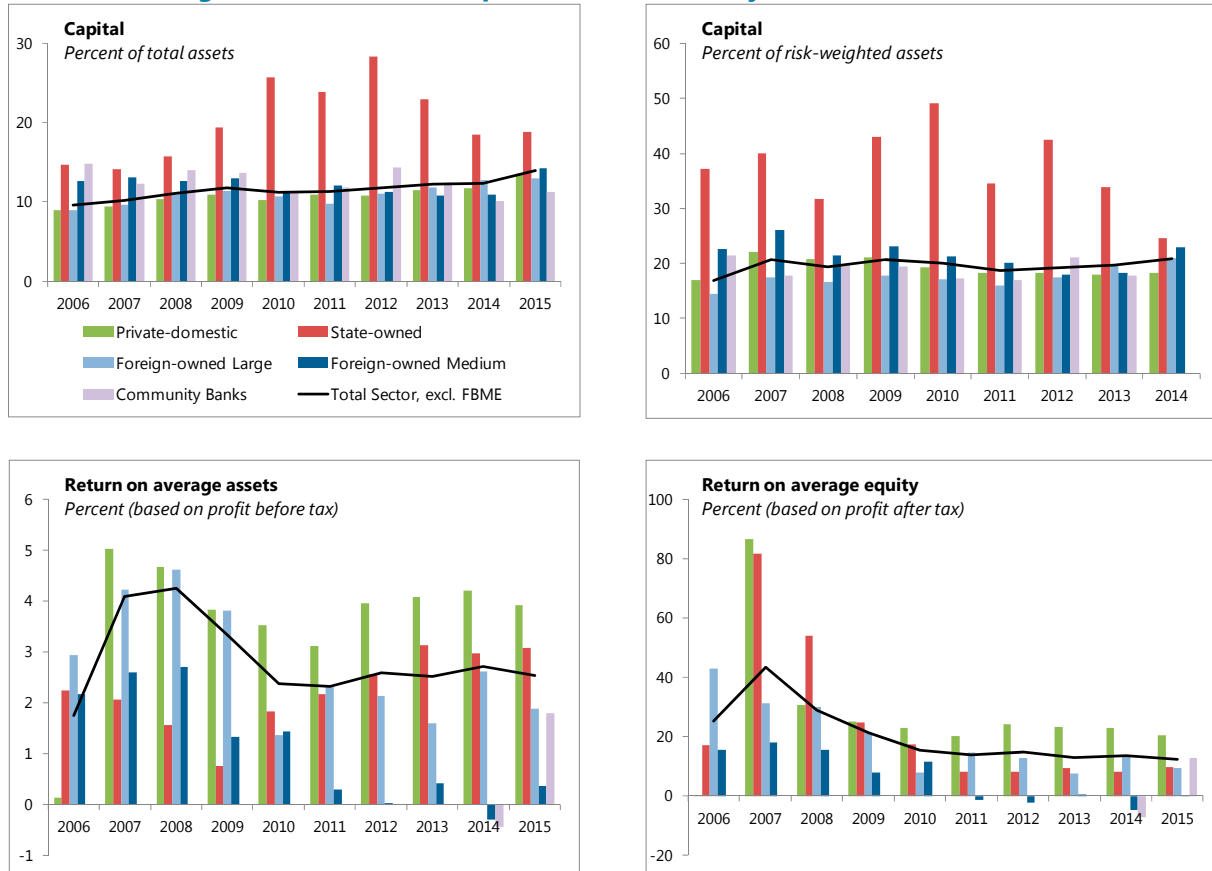 Capital
Percent of total assets
30
20
10
0
2006 2007 2008 2009 2010 2011 2012 2013 2014 2015
Private-domestic State-owned
Foreign-owned Large Foreign-owned Medium
Community Banks Total Sector, excl. FBME
Capital
Percent of risk-weighted assets
60
50
40
30
20
10
0
2006 2007 2008 2009 2010 2011 2012 2013 2014
Return on average assets
Percent (based on profit before tax)
6
5
4
3
2
1
0
-1
2006 2007 2008 2009 2010 2011 2012 2013 2014 2015
Return on average equity
Percent (based on profit after tax)
100
80
60
40
20
0
-20
2006 2007 2008 2009 2010 2011 2012 2013 2014 2015